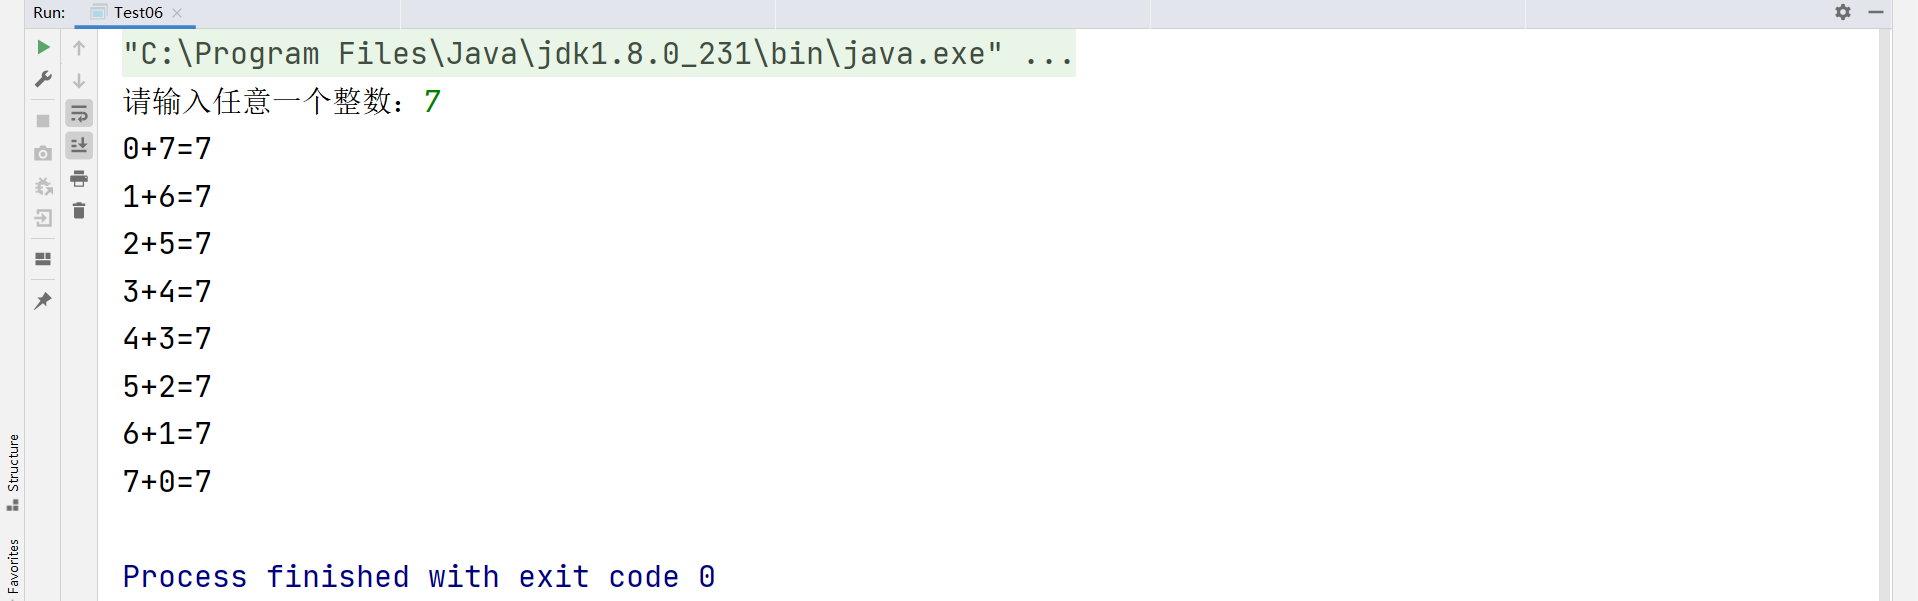 Run: Test06
"C:\Program Files\Java\jdk1.8.0_231\bin\java.exe" ...
请输入任意一个整数：7
0+7=7
1+6=7
2+5=7
3+4=7
4+3=7
5+2=7
6+1=7
7+0=7
Process finished with exit code 0
Structure
Favorites